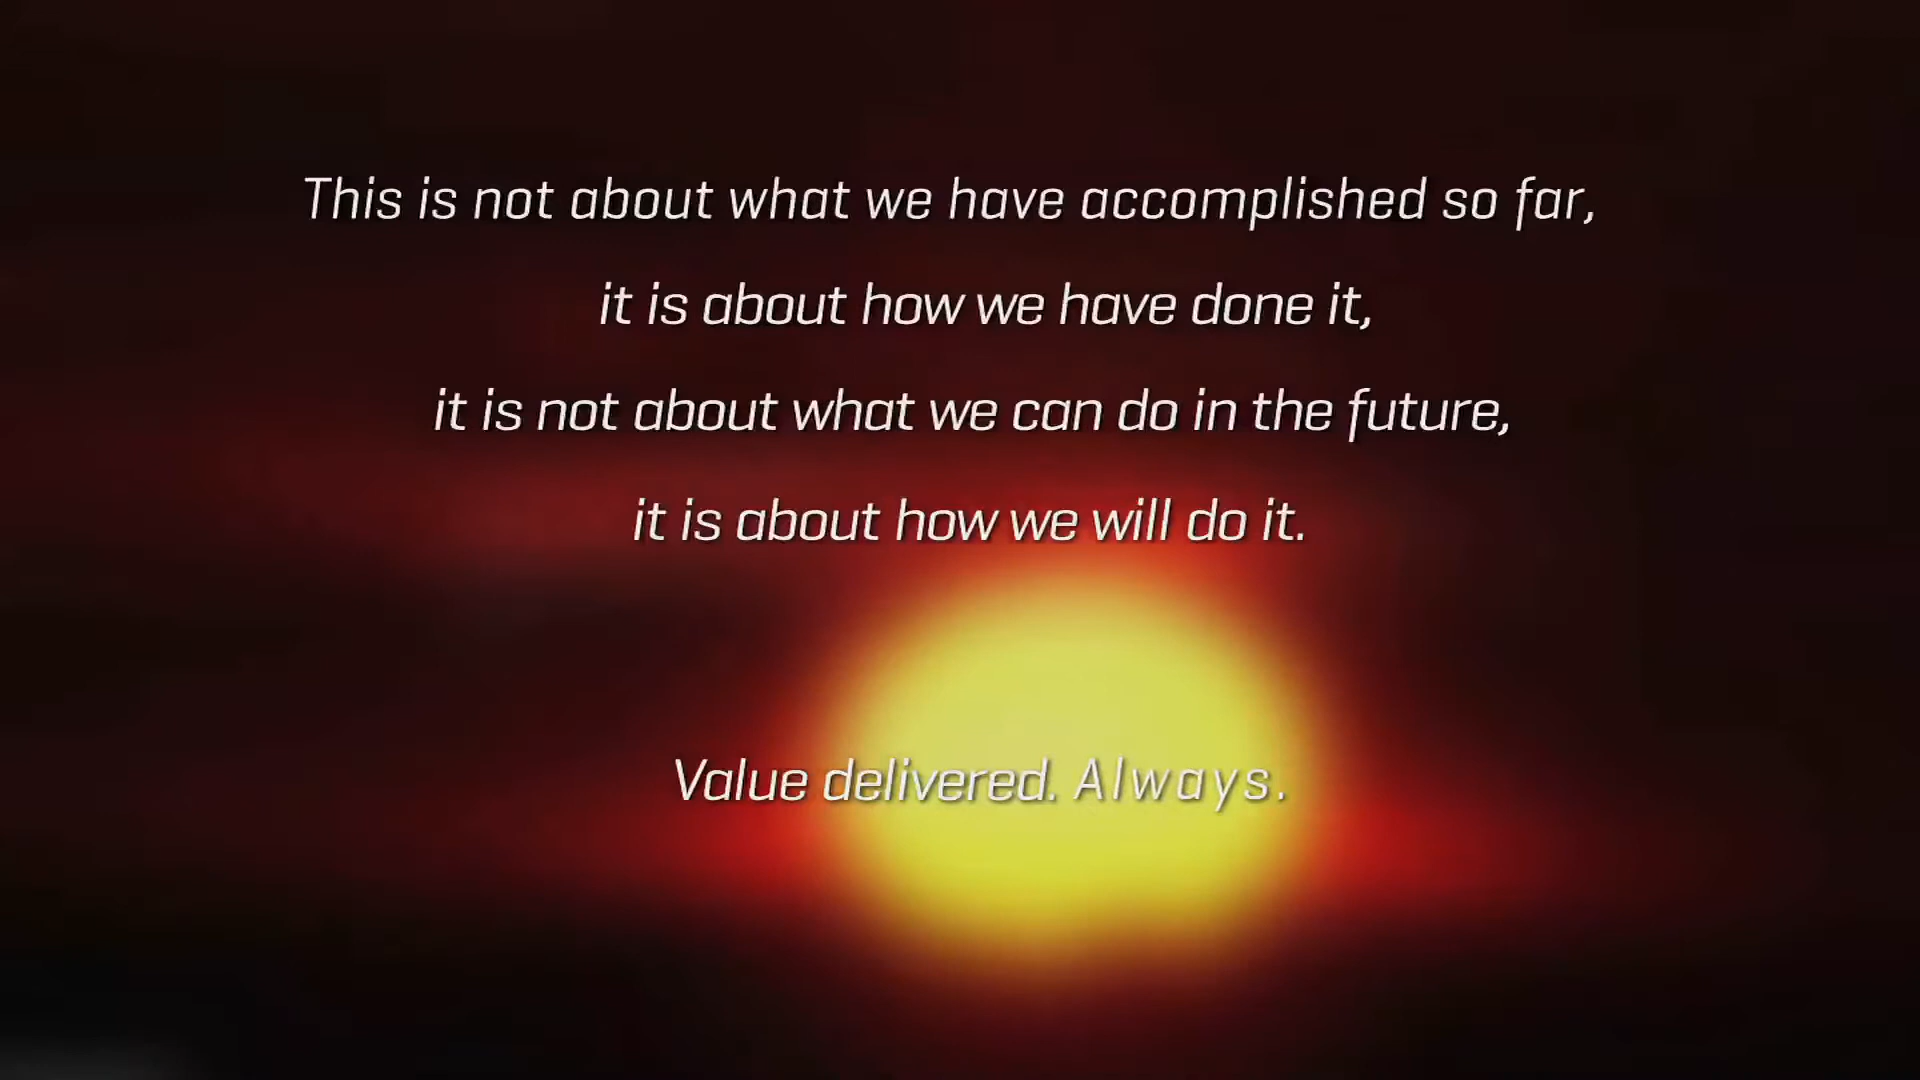 This is not about what we have accomplished so far,
it is about how we have done it,
it is not about what we can do in the future,
it is about how we will do it.
Value delivered. Always.